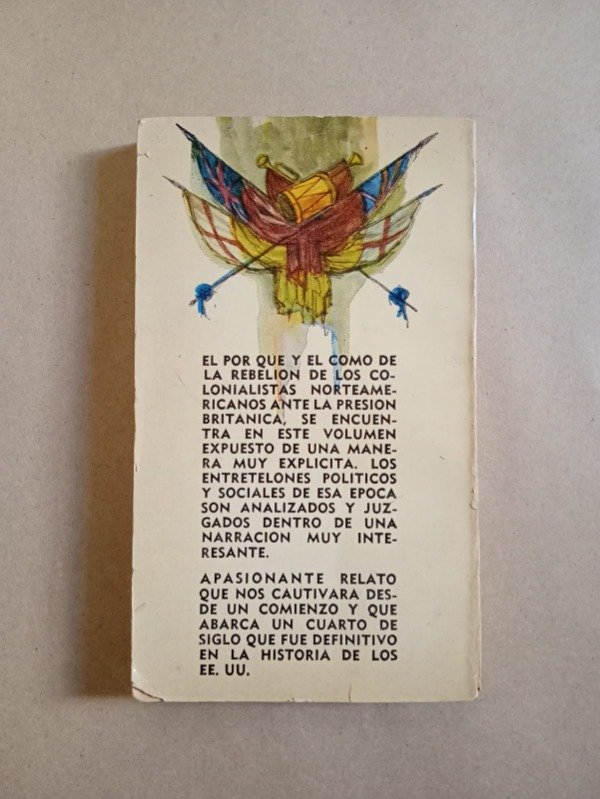 EL POR QUE Y EL COMO DE
LA REBELION DE LOS CO-
LONiALISTAS NORTEAME-
RICANOS ANTE LA PRESION
BRITANICA, SE ENCUEN-
TRA EN ESTE VOLUMEN
EXPUESTO DE UNA MANE-
RA MUY EXPLICITA. LOS
ENTRETELONES POLITICOS
Y SOCIALES DE ESA EPOCA
SON ANALIZADOS Y JUZ-
GADOS DENTRO DE UNA
NARRACION MUY INTE-
RESANTE.
APASIONANTE RELATO
QUE NOS CAUTIVARA DES-
DE UN COMIENZO Y QUE
ABARCA UN CUARTO DE
SIGLO QUE FUE DEFINITIVO
EN LA HISTORIA DE LOS
EE. UU.